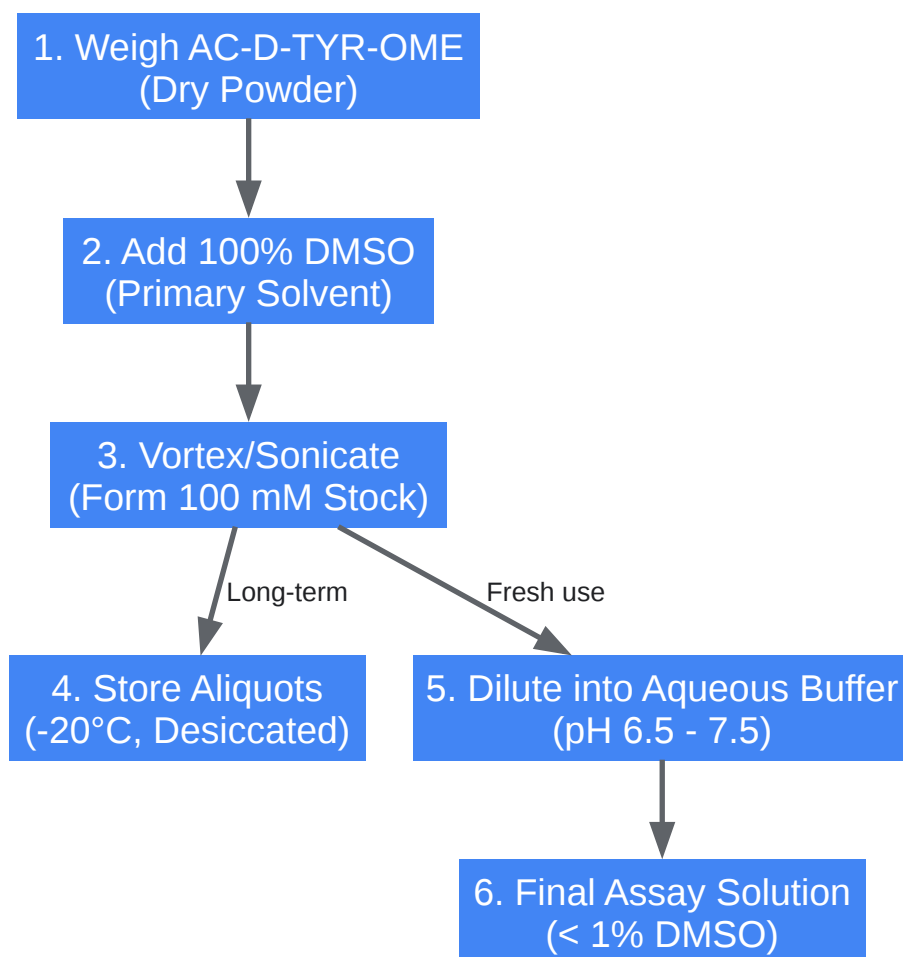 1. Weigh AC-D-TYR-OME
(Dry Powder)
2. Add 100% DMSO
(Primary Solvent)
3. Vortex/Sonicate
(Form 100 mM Stock)
Long-term
Fresh use
4. Store Aliquots
(-20°C, Desiccated)
5. Dilute into Aqueous Buffer
(pH 6.5 - 7.5)
6. Final Assay Solution
(< 1% DMSO)